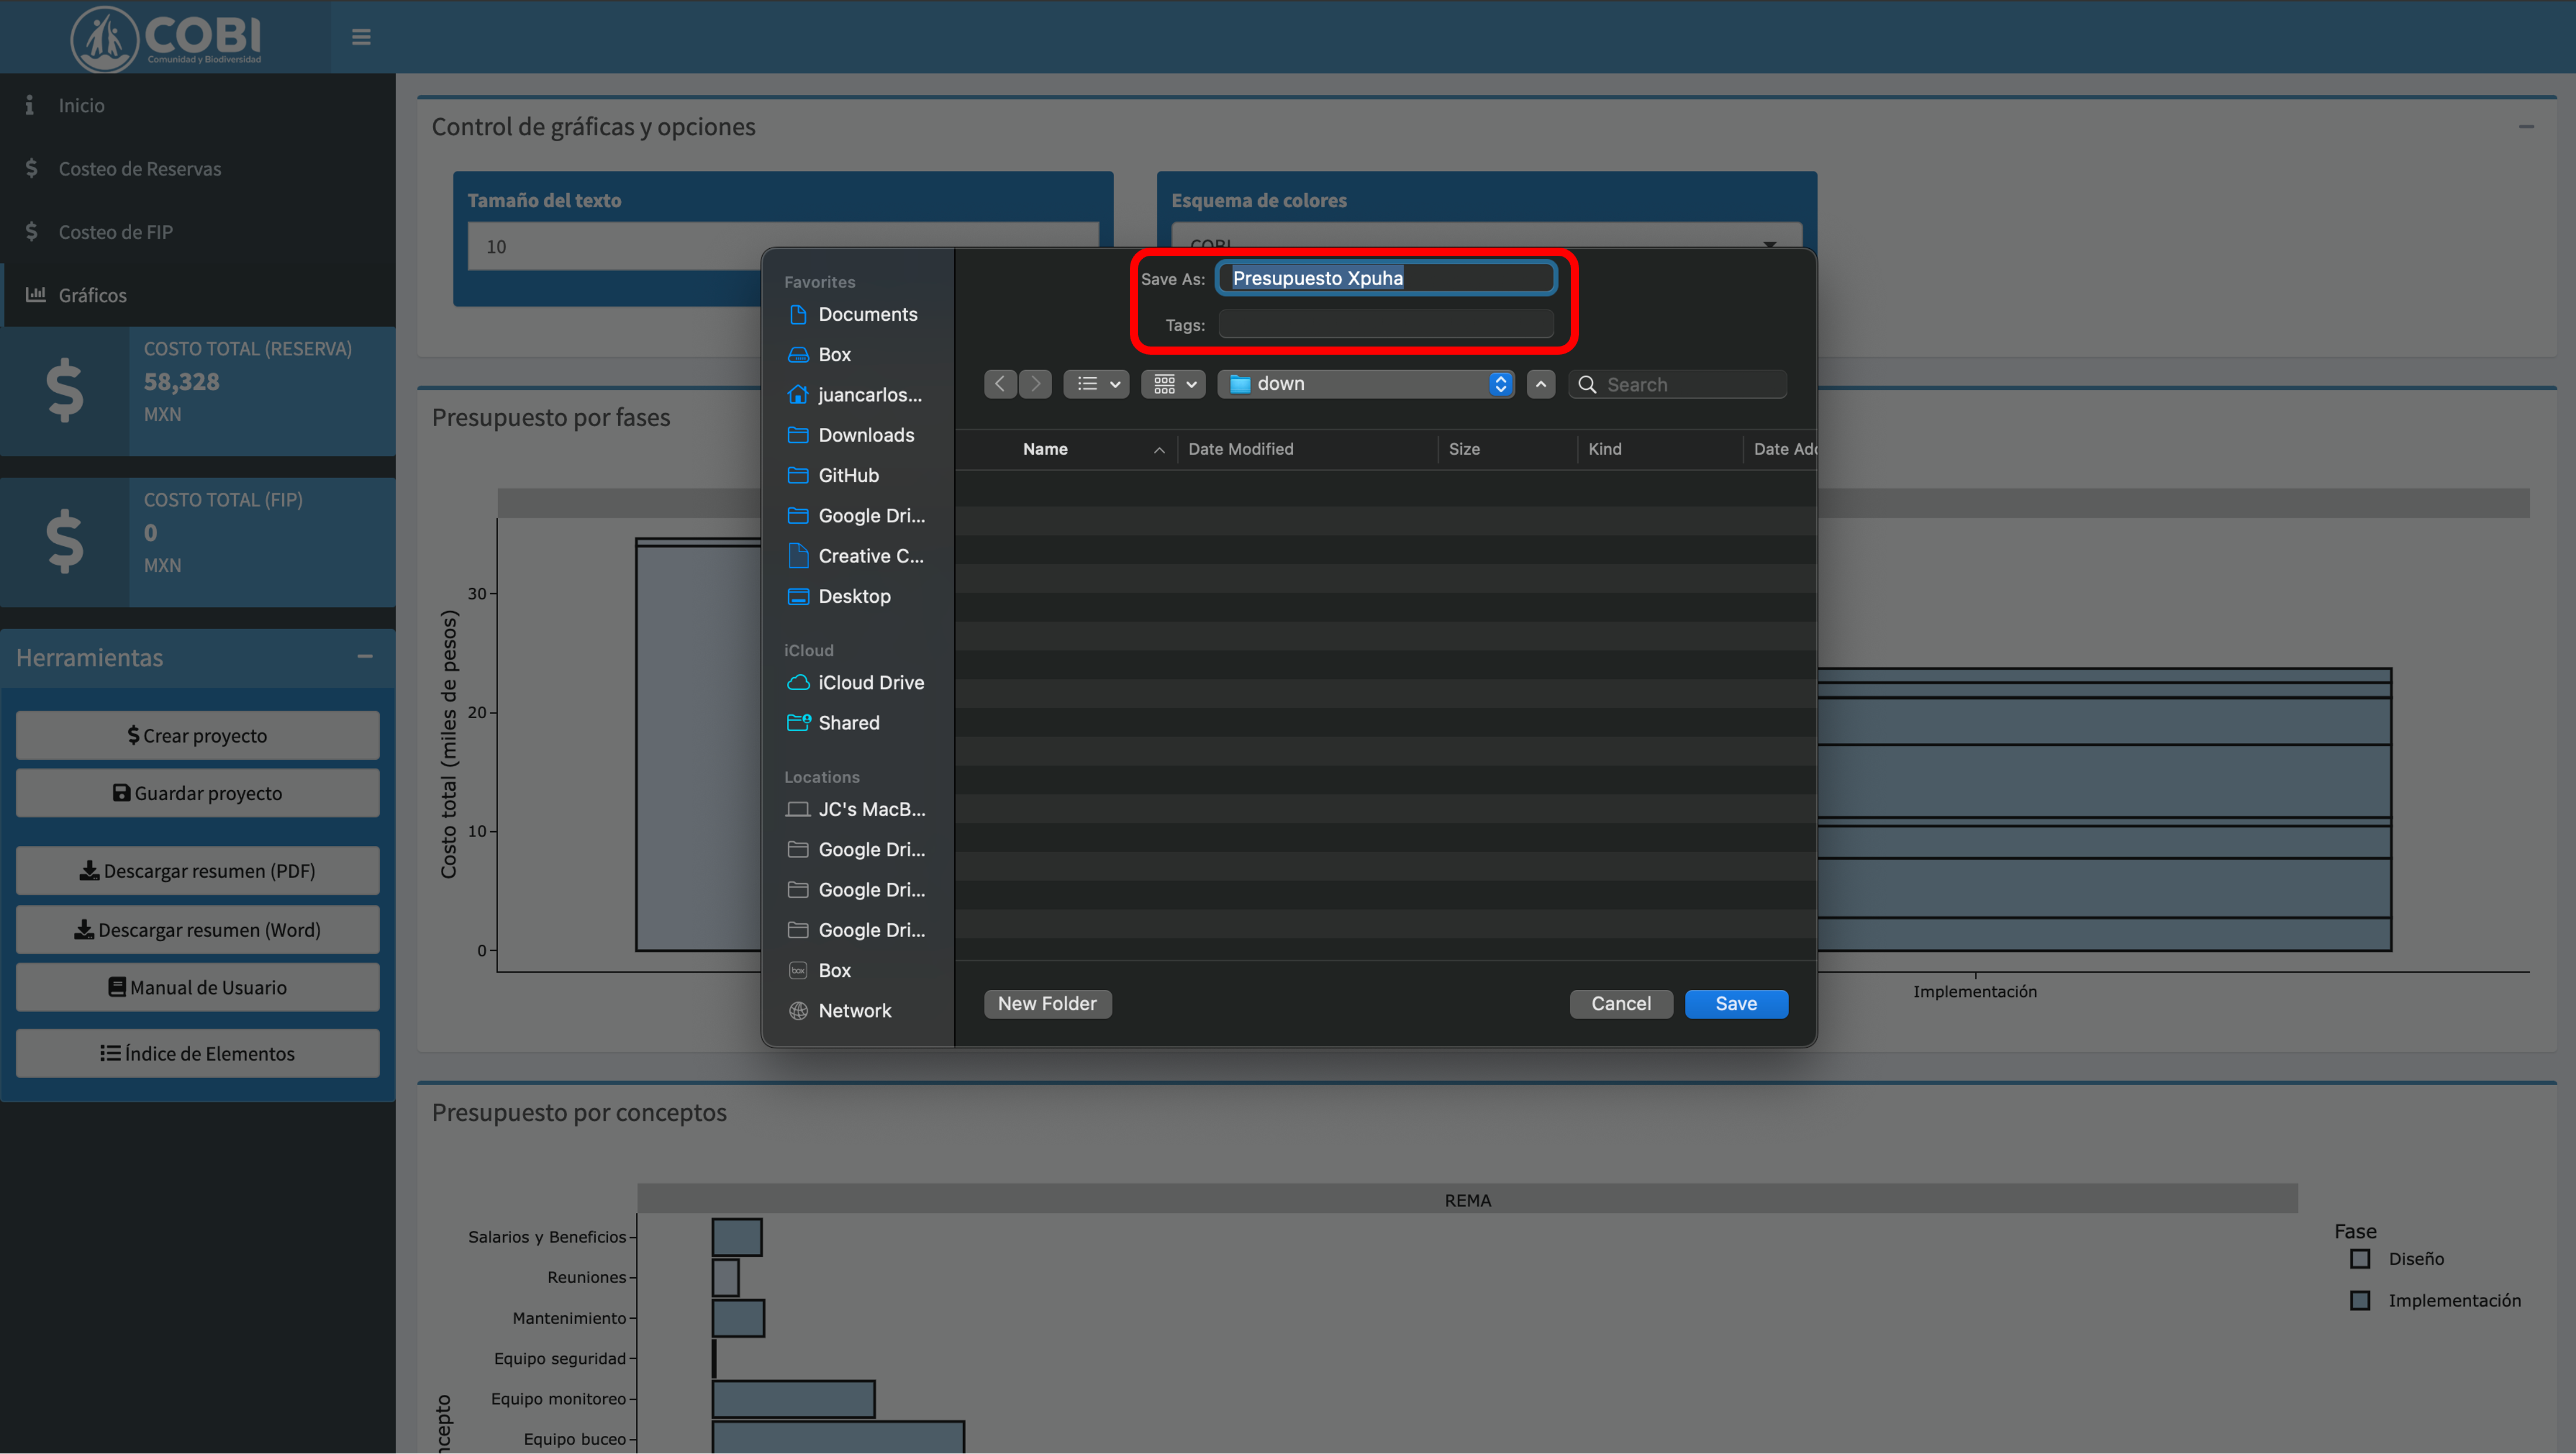 COBI
Comunidad y Biodiversidad
Inicio
Costeo de Reservas
Costeo de FIP
Gráficos
COSTO TOTAL (RESERVA)
58,328
MXN
COSTO TOTAL (FIP)
0
MXN
Herramientas
Crear proyecto
Guardar proyecto
Descargar resumen (PDF)
Descargar resumen (Word)
Manual de Usuario
Índice de Elementos
Control de gráficas y opciones
Tamaño del texto
10
Esquema de colores
COBI
Presupuesto por fases
Costo total (miles de pesos)
30
20
10
0
Implementación
Favorites
Documents
Box
juancarlos...
Downloads
GitHub
Google Dri...
Creative C...
Desktop
iCloud
iCloud Drive
Shared
Locations
JC's MacB...
Google Dri...
Google Dri...
Google Dri...
box
Box
Network
Save As: Presupuesto Xpuha
Tags:
down
Search
Name Date Modified Size Kind Date Add
New Folder
Cancel
Save
Presupuesto por conceptos
REMA
Salarios y Beneficios
Reuniones
Mantenimiento
Equipo seguridad
Equipo monitoreo
Equipo buceo
ncepto
Fase
Diseño
Implementación